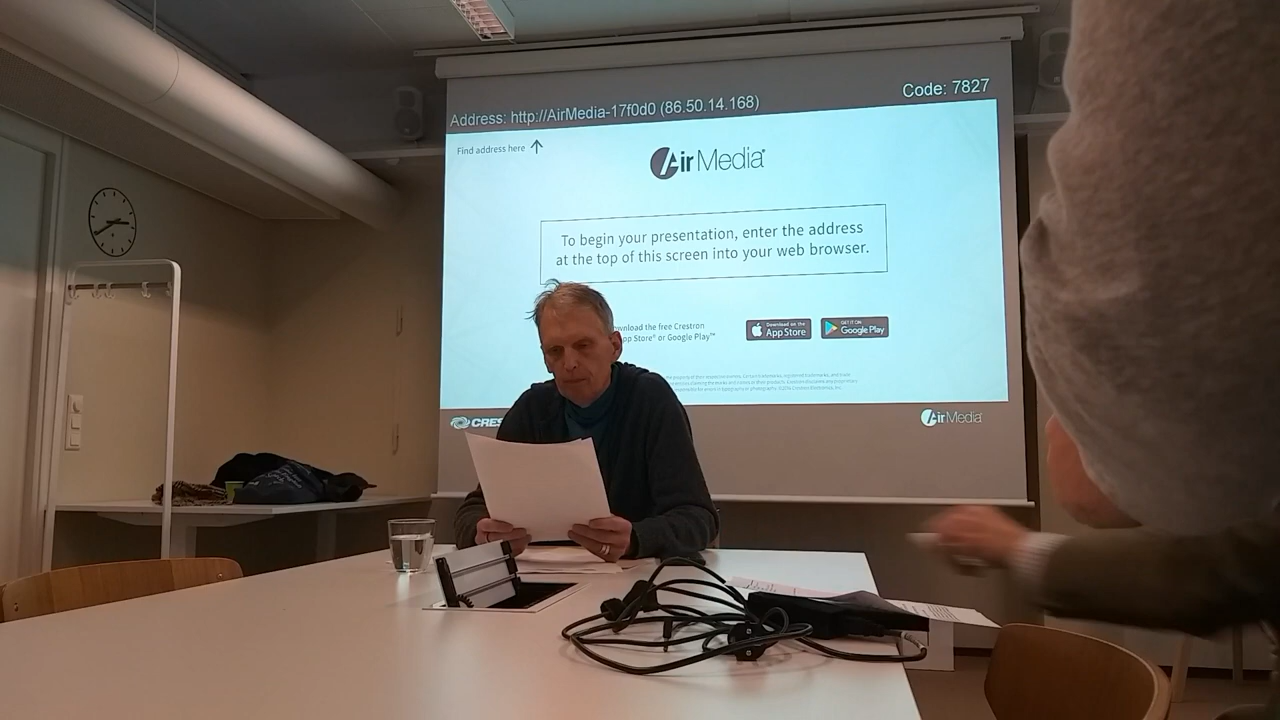 Address: http://AirMedia-17f0d0 (86.50.14.168)
Code: 7827
Find address here
AirMedia
To begin your presentation, enter the address
at the top of this screen into your web browser.
the free Crestron
Store® or Google Play™
Download on the
App Store
GET IT ON
Google Play
CRES
AirMedia